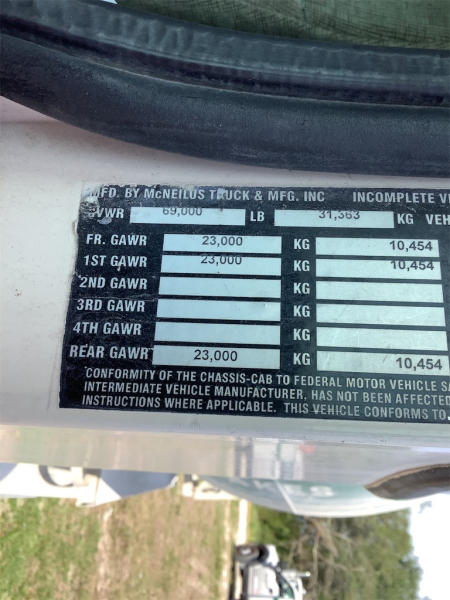 MFD. BY McNEILUS TRUCK & MFG. INC INCOMPLETE
GVWR 69,000 LB 31,363 KG
FR. GAWR 23,000 KG 10,454
1ST GAWR 23,000 KG 10,454
2ND GAWR KG
3RD GAWR KG
4TH GAWR KG
REAR GAWR 23,000 KG 10,454
CONFORMITY OF THE CHASSIS-CAB TO FEDERAL MOTOR VEHICLE
INTERMEDIATE VEHICLE MANUFACTURER, HAS NOT BEEN AFFECTED
INSTRUCTIONS WHERE APPLICABLE. THIS VEHICLE CONFORMS TO